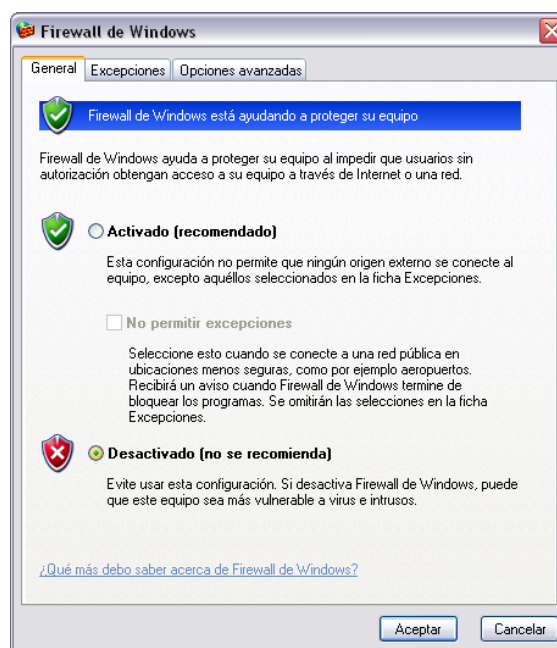 Firewall de Windows
General
Excepciones
Opciones avanzadas
Firewall de Windows está ayudando a proteger su equipo
Firewall de Windows ayuda a proteger su equipo al impedir que usuarios sin
autorización obtengan acceso a su equipo a través de Internet o una red.
Activado (recomendado)
Esta configuración no permite que ningún origen externo se conecte al
equipo, excepto aquéllos seleccionados en la ficha Excepciones.
No permitir excepciones
Seleccione esto cuando se conecte a una red pública en
ubicaciones menos seguras, como por ejemplo aeropuertos.
Recibirá un aviso cuando Firewall de Windows termine de
bloquear los programas. Se omitirán las selecciones en la ficha
Excepciones.
Desactivado (no se recomienda)
Evite usar esta configuración. Si desactiva Firewall de Windows, puede
que este equipo sea más vulnerable a virus e intrusos.
¿Qué más debo saber acerca de Firewall de Windows?
Aceptar
Cancelar